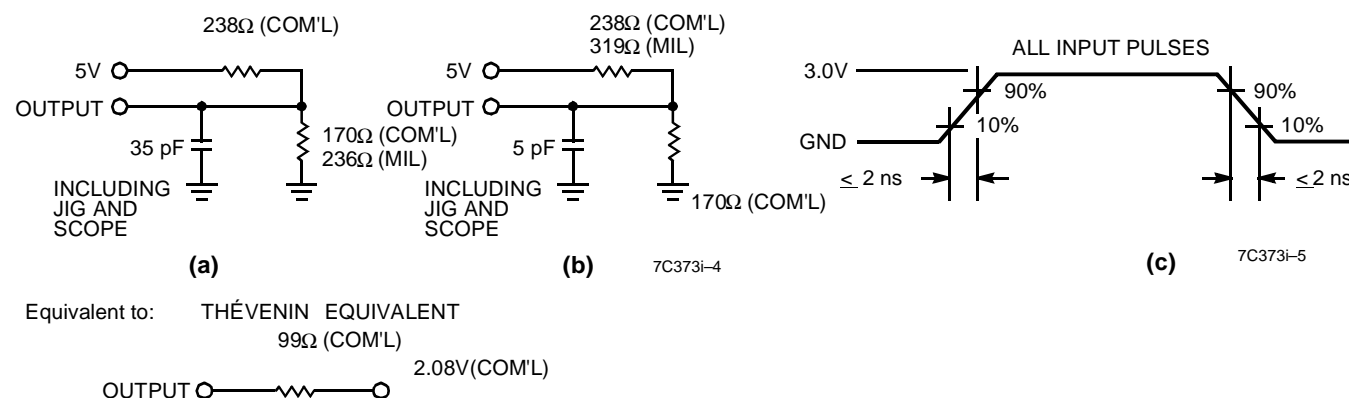 238Ω (COM'L)
5V
OUTPUT
35 pF
170Ω (COM'L)
236Ω (MIL)
INCLUDING
JIG AND
SCOPE
(a)
238Ω (COM'L)
319Ω (MIL)
5V
OUTPUT
5 pF
170Ω (COM'L)
INCLUDING
JIG AND
SCOPE
(b)
7C373i–4
ALL INPUT PULSES
3.0V
90%
10%
GND
90%
10%
≤ 2 ns
≤ 2 ns
(c)
7C373i–5
Equivalent to: THÉVENIN EQUIVALENT
99Ω (COM'L)
2.08V(COM'L)
OUTPUT